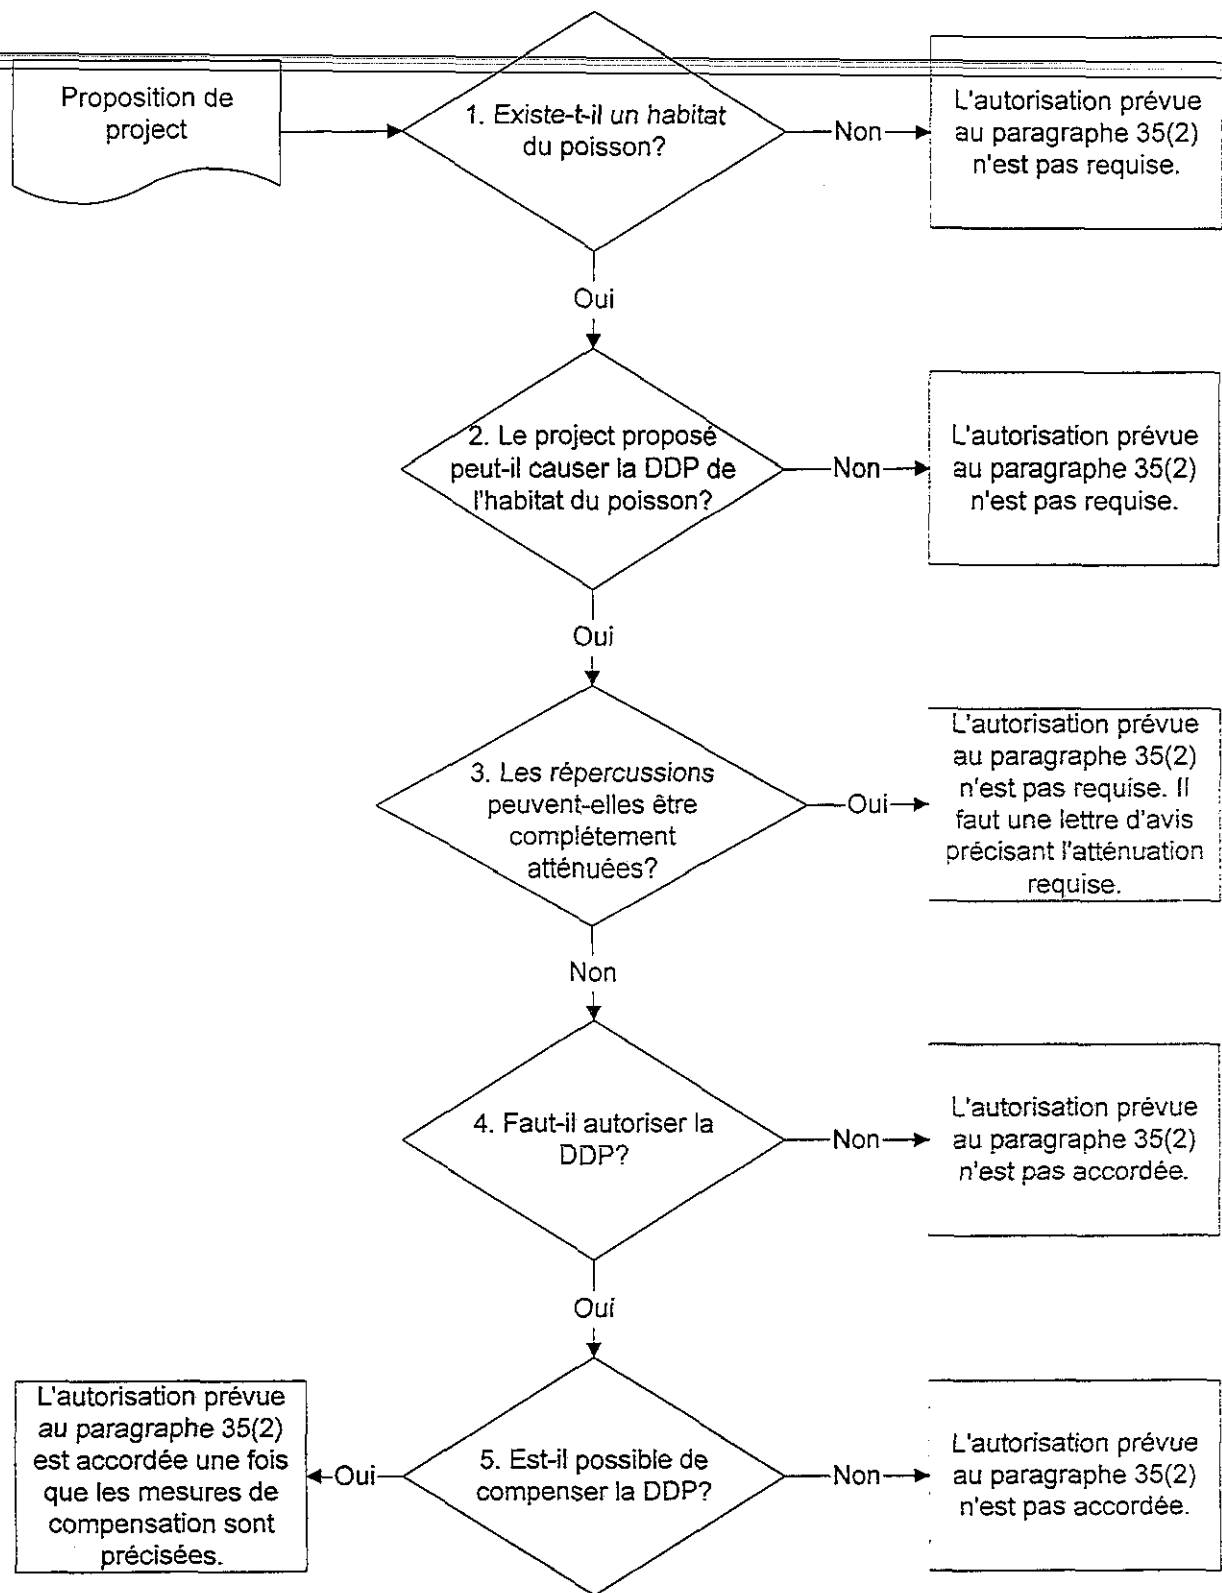 Proposition de
project
1. Existe-t-il un habitat
du poisson?
Non
L'autorisation prévue
au paragraphe 35(2)
n'est pas requise.
Oui
2. Le project proposé
peut-il causer la DDP de
l'habitat du poisson?
Non
L'autorisation prévue
au paragraphe 35(2)
n'est pas requise.
Oui
3. Les répercussions
peuvent-elles être
complétement
atténuées?
Oui
L'autorisation prévue
au paragraphe 35(2)
n'est pas requise. Il
faut une lettre d'avis
précisant l'atténuation
requise.
Non
4. Faut-il autoriser la
DDP?
Non
L'autorisation prévue
au paragraphe 35(2)
n'est pas accordée.
Oui
5. Est-il possible de
compenser la DDP?
Oui
L'autorisation prévue
au paragraphe 35(2)
est accordée une fois
que les mesures de
compensation sont
précisées.
Non
L'autorisation prévue
au paragraphe 35(2)
n'est pas accordée.